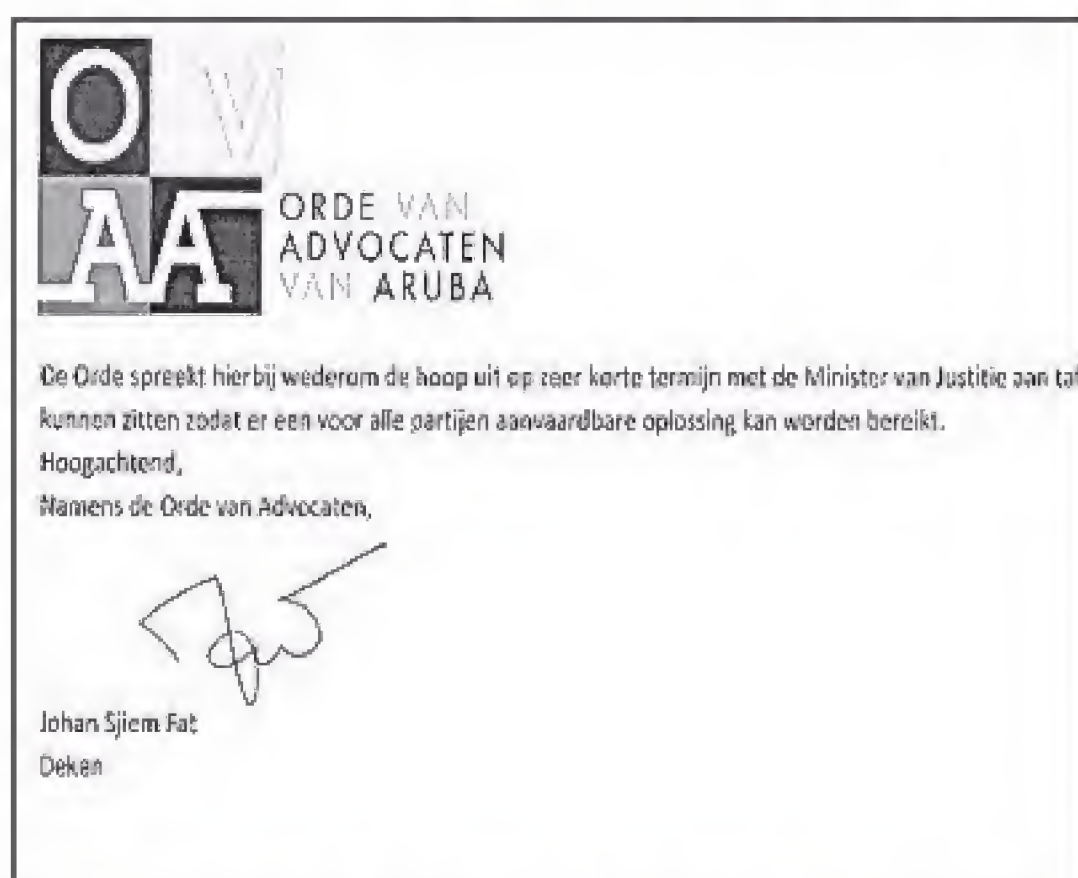 O V
AA
ORDE VAN
ADVOCATEN
VAN ARUBA
De Orde spreekt hierbij wederom de hoop uit op zeer korte termijn met de Minister van Justitie aan taf
kunnen zitten zodat er een voor alle partijen aanvaardbare oplossing kan worden bereikt.
Hoogachtend,
Namens de Orde van Advocaten,
Johan Sjiem Fat
Deken